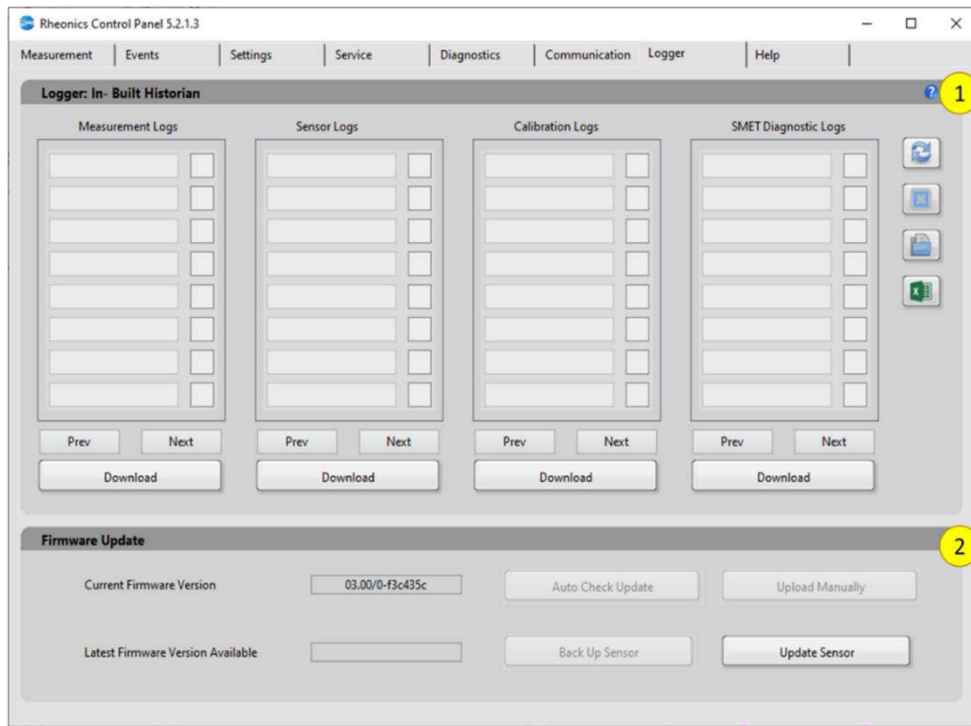 Rheonics Control Panel 5.2.1.3
Measurement Events Settings Service Diagnostics Communication Logger Help
Logger: In- Built Historian
? 1
Measurement Logs Sensor Logs Calibration Logs SMET Diagnostic Logs
Prev Next Prev Next Prev Next Prev Next
Download Download Download Download
Firmware Update
2
Current Firmware Version 03.00/0-f3c435c Auto Check Update Upload Manually
Latest Firmware Version Available Back Up Sensor Update Sensor